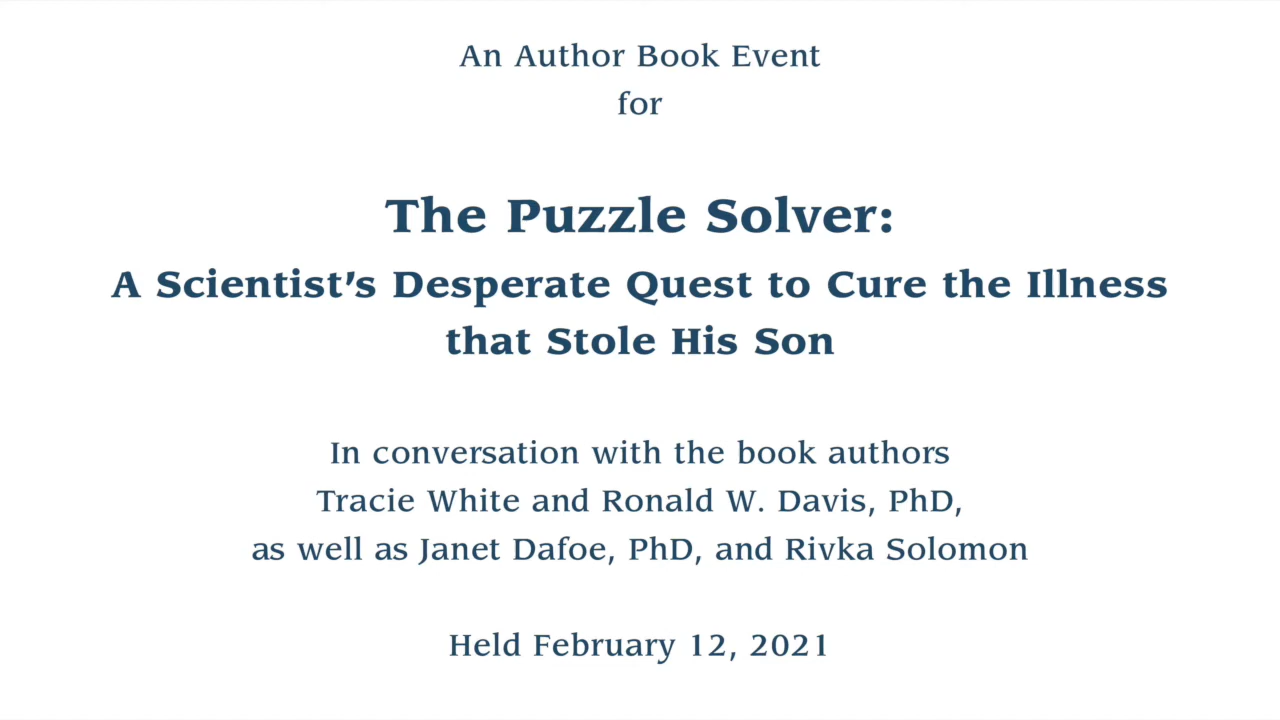 An Author Book Event
for
The Puzzle Solver:
A Scientist’s Desperate Quest to Cure the Illness
that Stole His Son
In conversation with the book authors
Tracie White and Ronald W. Davis, PhD,
as well as Janet Dafoe, PhD, and Rivka Solomon
Held February 12, 2021